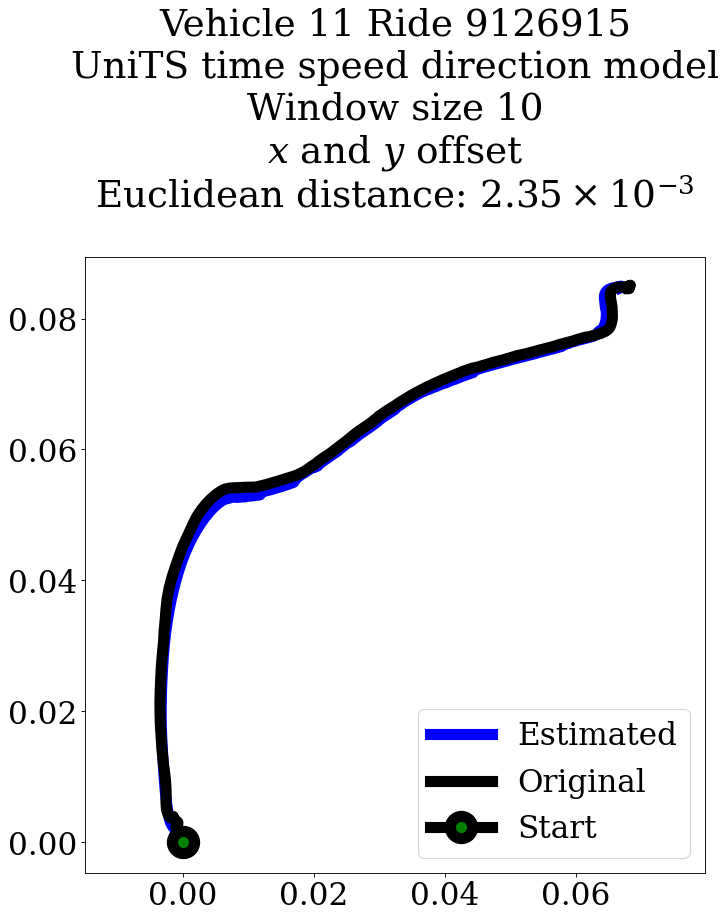 Vehicle 11 Ride 9126915
UniTS time speed direction model
Window size 10
x and y offset
Euclidean distance: 2.35 × 10⁻³
0.08
0.06
0.04
0.02
0.00
Estimated
Original
Start
0.00 0.02 0.04 0.06